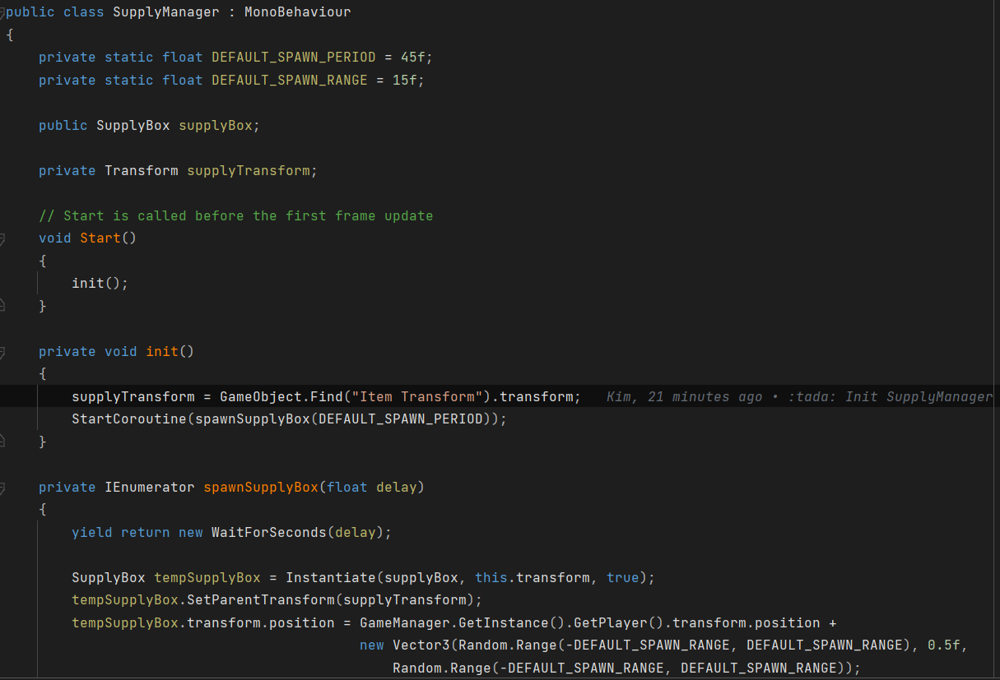 public class SupplyManager : MonoBehaviour
{
    private static float DEFAULT_SPAWN_PERIOD = 45f;
    private static float DEFAULT_SPAWN_RANGE = 15f;

    public SupplyBox supplyBox;

    private Transform supplyTransform;

    // Start is called before the first frame update
    void Start()
    {
        init();
    }

    private void init()
    {
        supplyTransform = GameObject.Find("Item Transform").transform;   Kim, 21 minutes ago • :tada: Init SupplyManager
        StartCoroutine(spawnSupplyBox(DEFAULT_SPAWN_PERIOD));
    }

    private IEnumerator spawnSupplyBox(float delay)
    {
        yield return new WaitForSeconds(delay);

        SupplyBox tempSupplyBox = Instantiate(supplyBox, this.transform, true);
        tempSupplyBox.SetParentTransform(supplyTransform);
        tempSupplyBox.transform.position = GameManager.GetInstance().GetPlayer().transform.position +
                                           new Vector3(Random.Range(-DEFAULT_SPAWN_RANGE, DEFAULT_SPAWN_RANGE), 0.5f,
                                               Random.Range(-DEFAULT_SPAWN_RANGE, DEFAULT_SPAWN_RANGE));